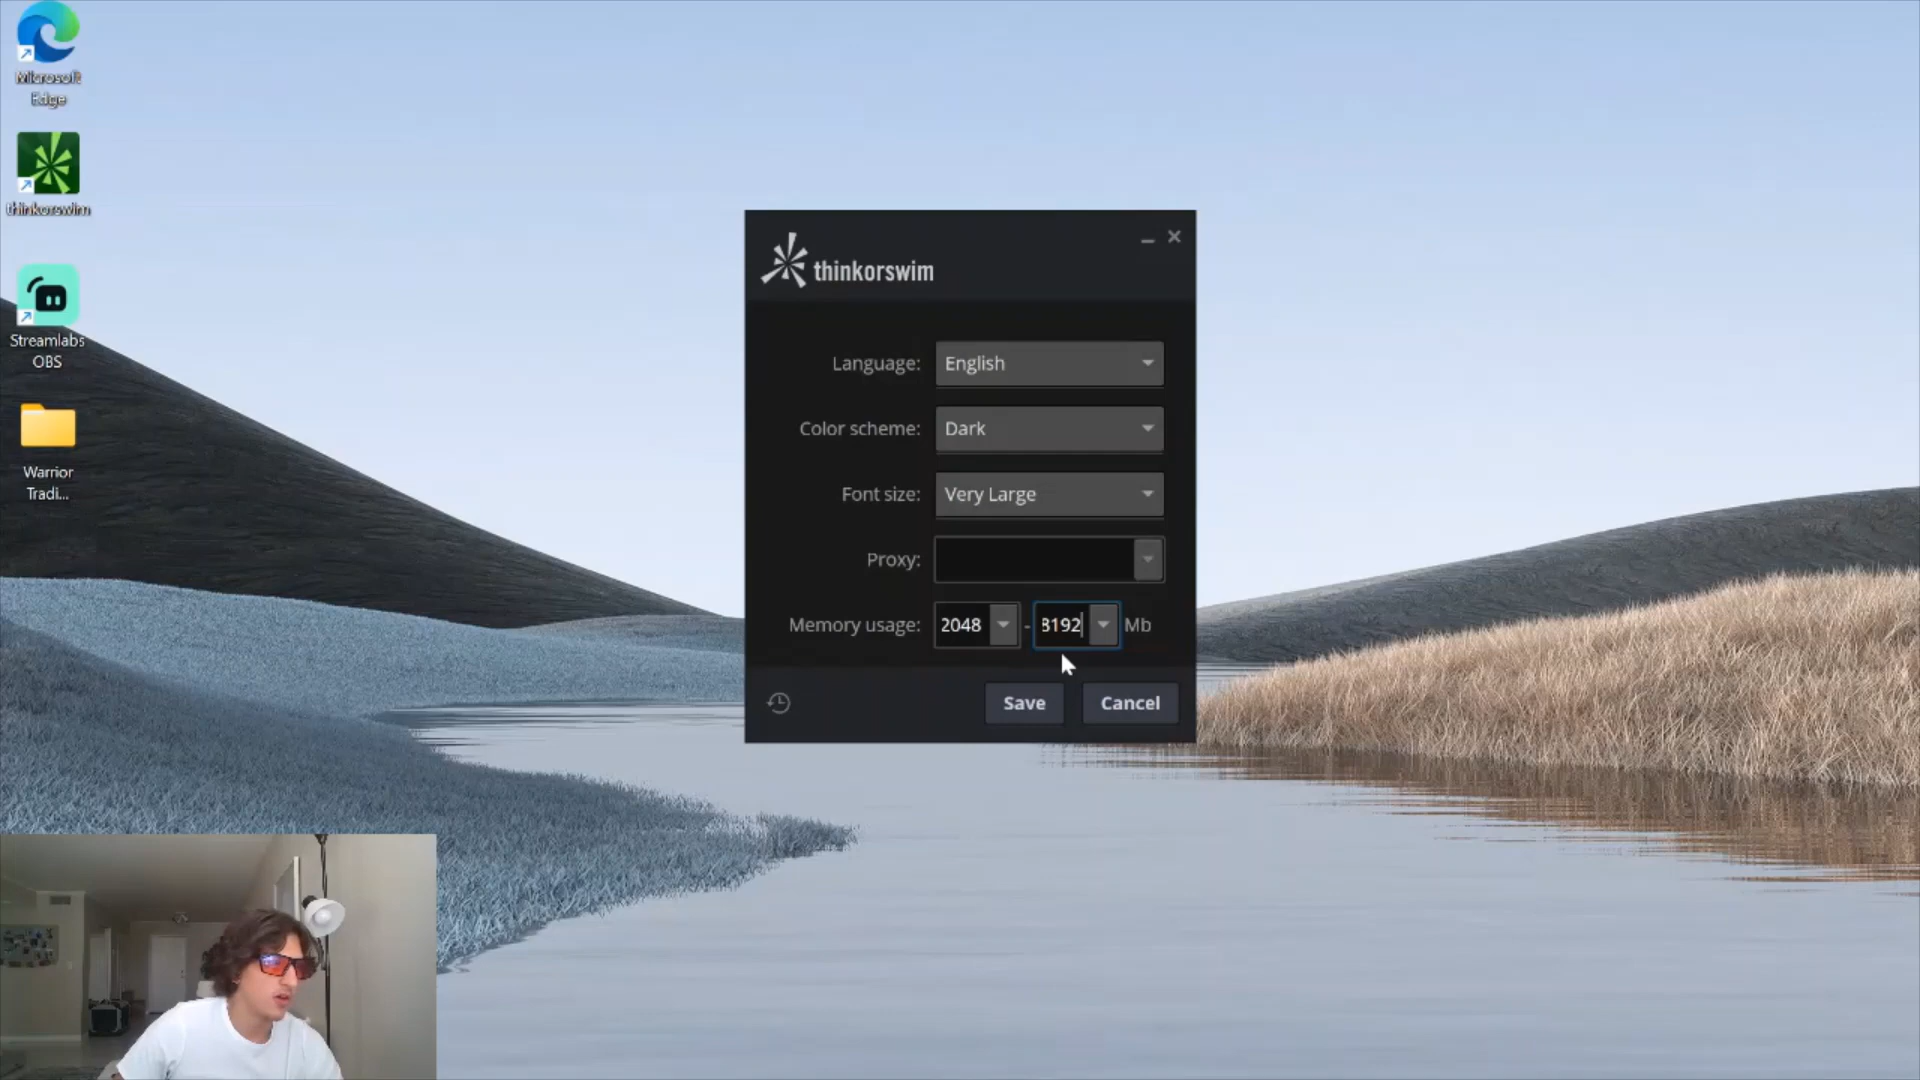 Microsoft
Edge
thinkorswim
Streamlabs
OBS
Warrior
Tradi...
thinkorswim
Language: English
Color scheme: Dark
Font size: Very Large
Proxy:
Memory usage: 2048 - 8192 Mb
Save Cancel